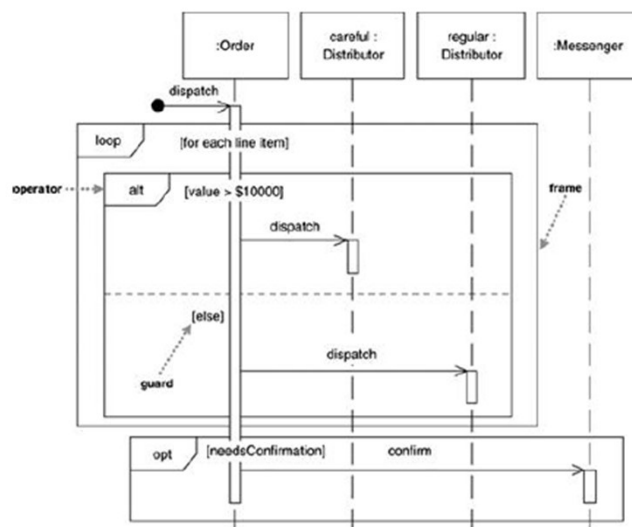 :Order
careful :
Distributor
regular :
Distributor
:Messenger
dispatch
loop
[for each line item]
operator
alt
[value > $10000]
frame
dispatch
[else]
dispatch
guard
opt
[needsConfirmation]
confirm